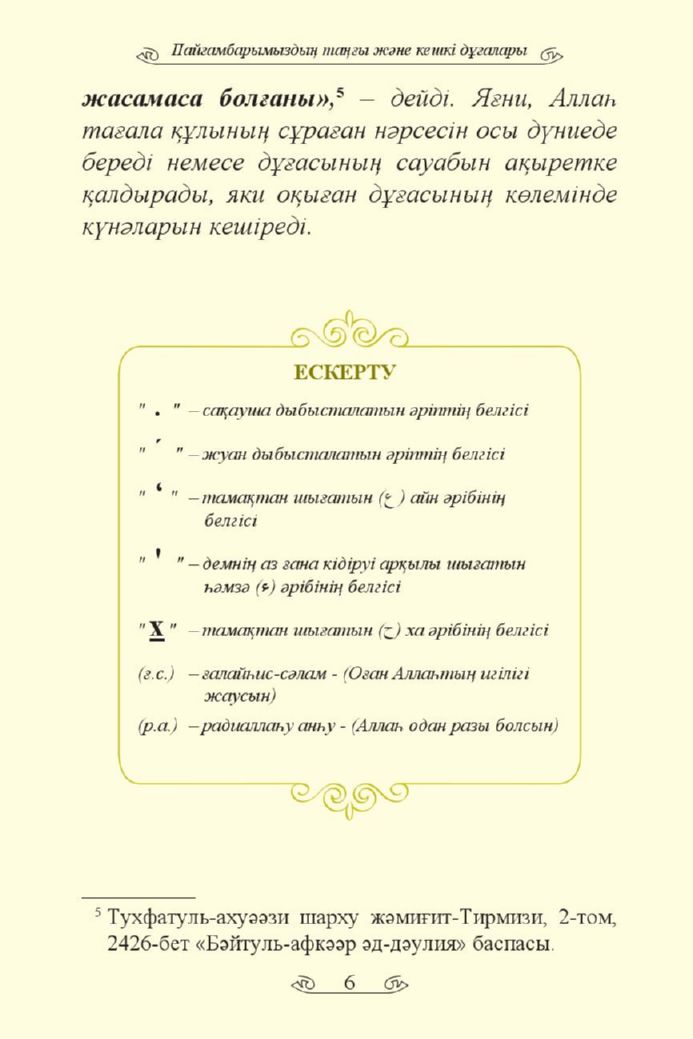 Пайғамбарымыздың таңғы және кешкі дұғалары
жасамаса болғаны»,⁵ – дейді. Яғни, Аллаһ
тағала құлының сұраған нәрсесін осы дүниеде
береді немесе дұғасының сауабын ақыретке
қалдырады, яки оқыған дұғасының көлемінде
күнәларын кешіреді.
ЕСКЕРТУ
" . " – сақауша дыбысталатын әріптің белгісі
" ´ " – жуан дыбысталатын әріптің белгісі
" ‘ " – тамақтан шығатын (ع) айн әрібінің
белгісі
" ' " – демнің аз ғана кідіруі арқылы шығатын
һәмзә (ء) әрібінің белгісі
"Х" – тамақтан шығатын (ح) ха әрібінің белгісі
(ғ.с.) – ғалайһис-сәлам - (Оған Аллаһтың игілігі
жаусын)
(р.а.) – радиаллаһу анһу - (Аллаһ одан разы болсын)
⁵ Тухфатуль-ахуәәзи шарху жәмиғит-Тирмизи, 2-том,
2426-бет «Бәйтуль-афкәәр әд-дәулия» баспасы.
6